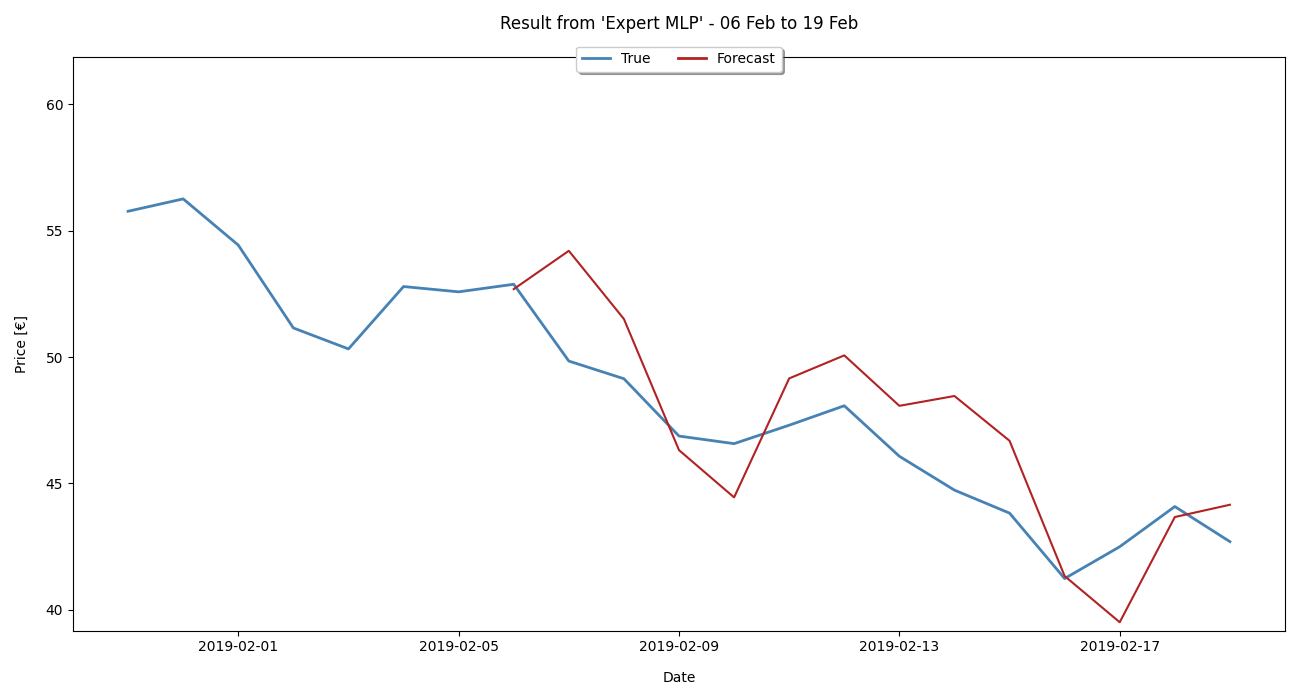 Result from 'Expert MLP' - 06 Feb to 19 Feb
True Forecast
60
55
50
45
40
Price [€]
2019-02-01 2019-02-05 2019-02-09 2019-02-13 2019-02-17
Date